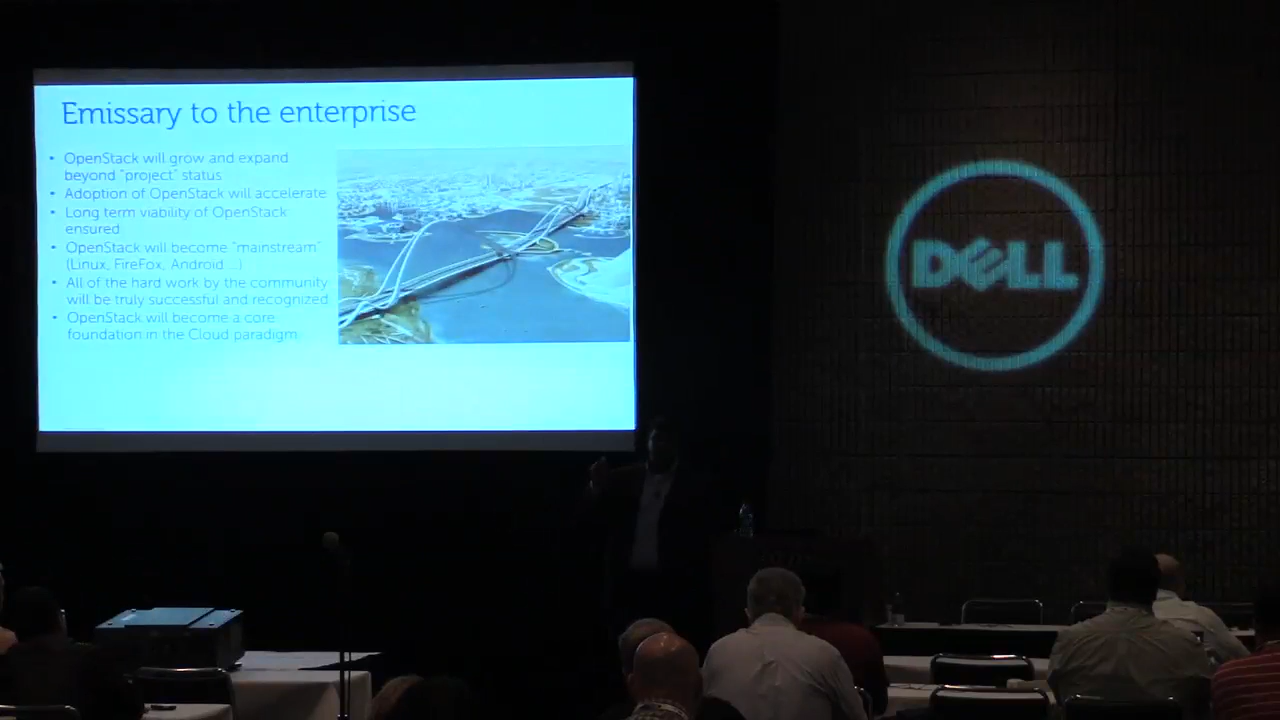 Emissary to the enterprise
• OpenStack will grow and expand
beyond "project" status
• Adoption of OpenStack will accelerate
• Long term viability of OpenStack
ensured
• OpenStack will become "mainstream"
(Linux, FireFox, Android ...)
• All of the hard work by the community
will be truly successful and recognized
• OpenStack will become a core
foundation in the Cloud paradigm
DELL